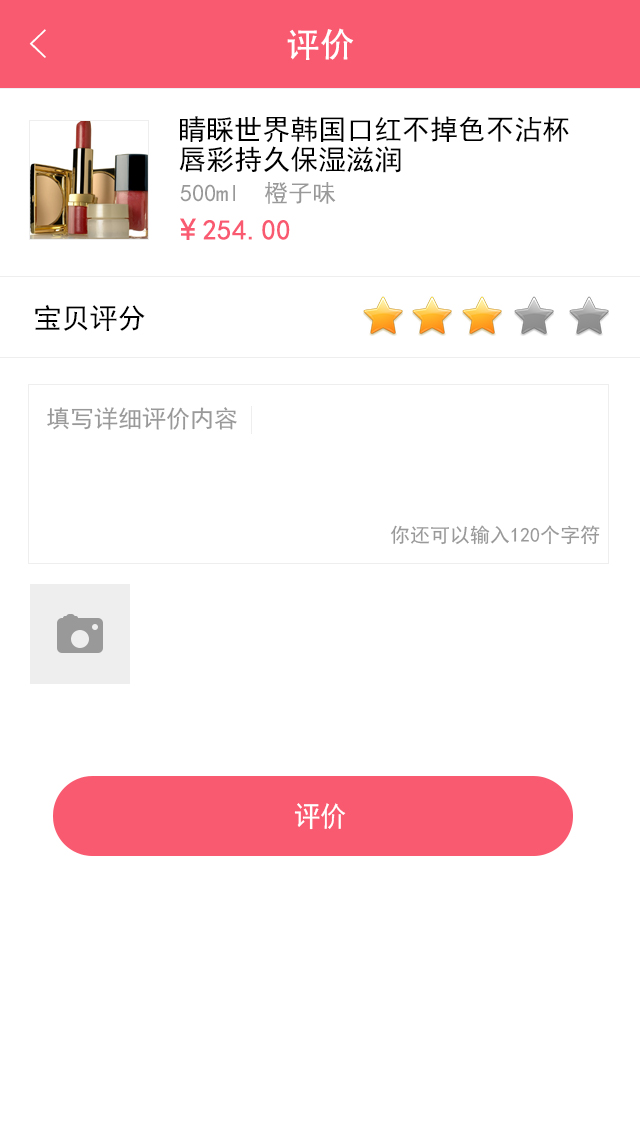 评价
睛睬世界韩国口红不掉色不沾杯
唇彩持久保湿滋润
500ml 橙子味
¥254.00
宝贝评分
填写详细评价内容
你还可以输入120个字符
评价